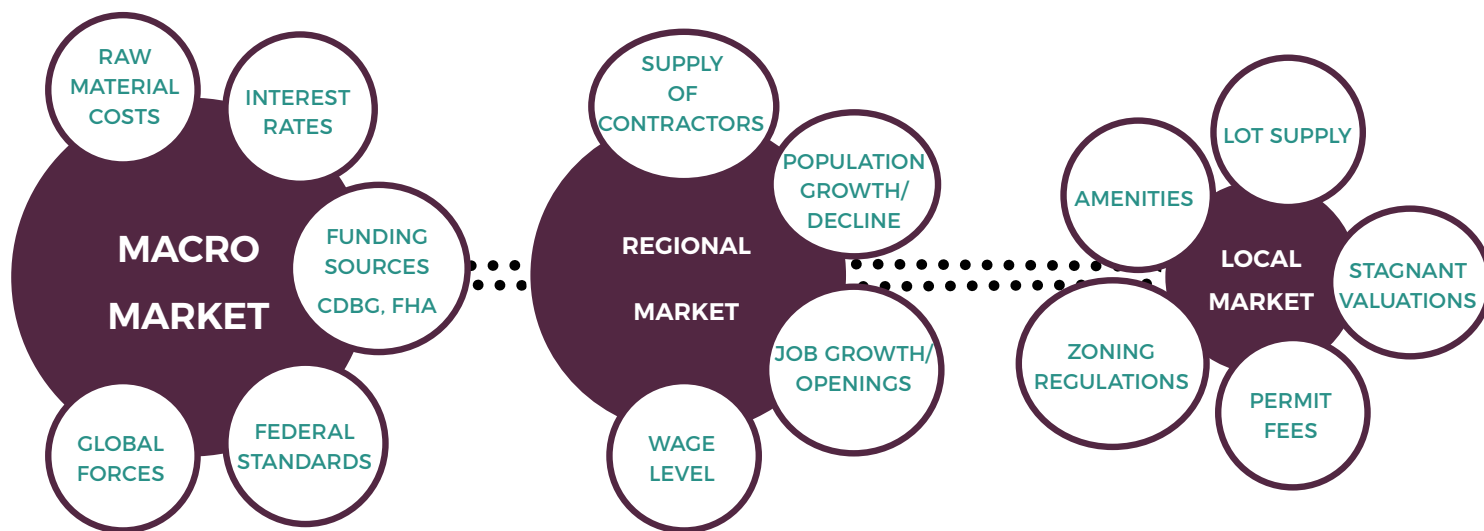 RAW
MATERIAL
COSTS
INTEREST
RATES
MACRO
MARKET
FUNDING
SOURCES
CDBG, FHA
GLOBAL
FORCES
FEDERAL
STANDARDS
SUPPLY
OF
CONTRACTORS
POPULATION
GROWTH/
DECLINE
REGIONAL
MARKET
JOB GROWTH/
OPENINGS
WAGE
LEVEL
LOT SUPPLY
AMENITIES
LOCAL
MARKET
STAGNANT
VALUATIONS
ZONING
REGULATIONS
PERMIT
FEES